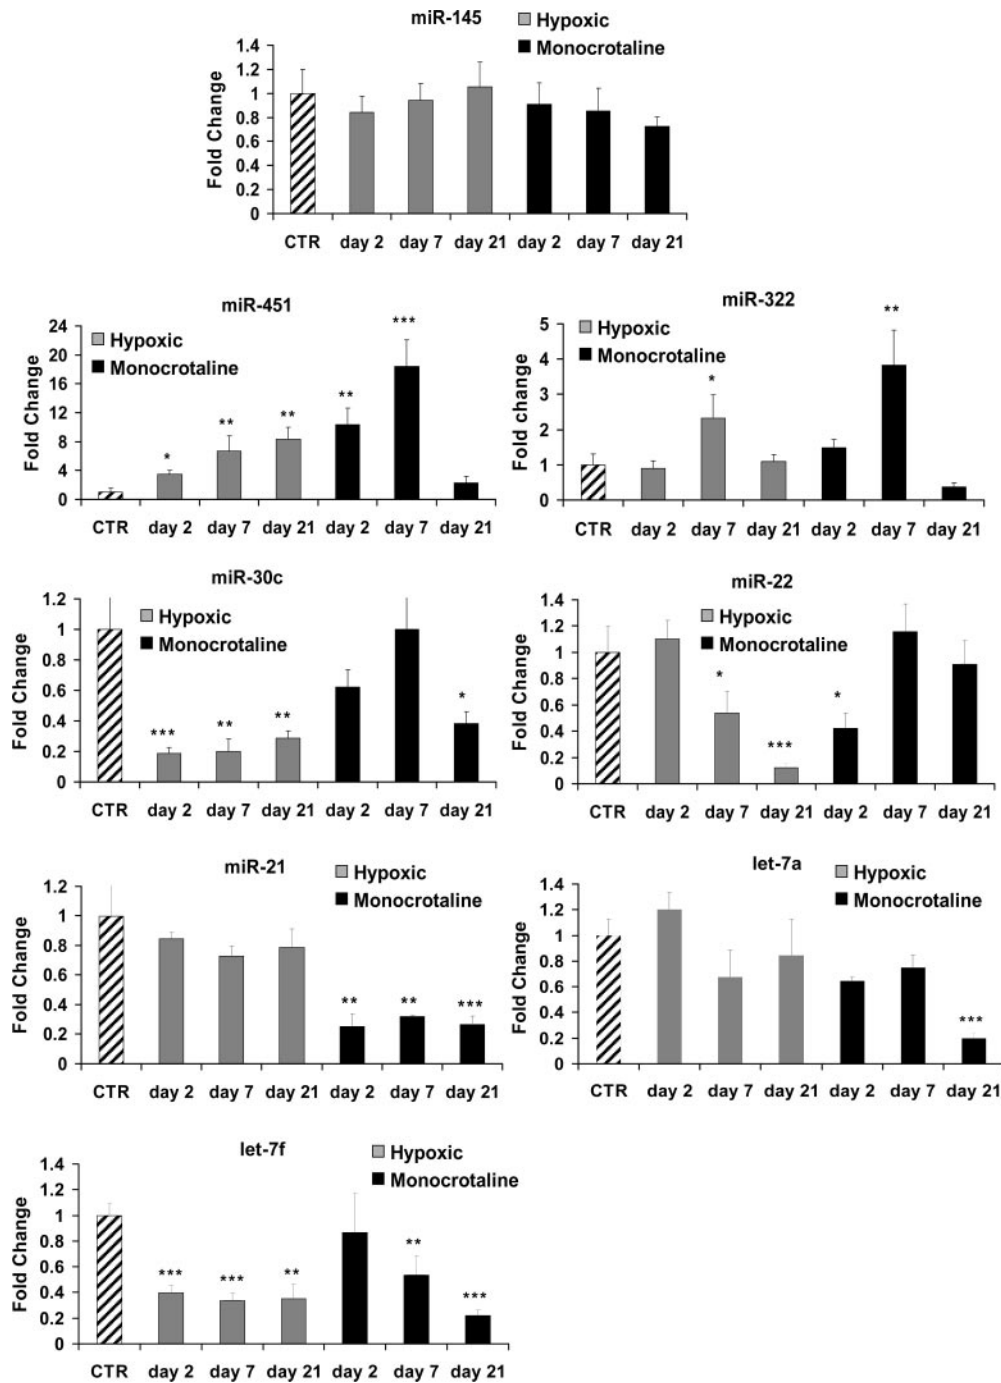 miR-145
Hypoxic
Monocrotaline
Fold Change
1.4
1.2
1
0.8
0.6
0.4
0.2
0
CTR day 2 day 7 day 21 day 2 day 7 day 21
miR-451
Hypoxic
Monocrotaline
Fold Change
24
20
16
12
8
4
0
* ** ** ** ***
CTR day 2 day 7 day 21 day 2 day 7 day 21
miR-322
Hypoxic
Monocrotaline
Fold change
5
4
3
2
1
0
* **
CTR day 2 day 7 day 21 day 2 day 7 day 21
miR-30c
Hypoxic
Monocrotaline
Fold Change
1.2
1
0.8
0.6
0.4
0.2
0
*** ** ** *
CTR day 2 day 7 day 21 day 2 day 7 day 21
miR-22
Hypoxic
Monocrotaline
Fold Change
1.4
1.2
1
0.8
0.6
0.4
0.2
0
* *** *
CTR day 2 day 7 day 21 day 2 day 7 day 21
miR-21
Hypoxic
Monocrotaline
Fold Change
1.2
1
0.8
0.6
0.4
0.2
0
** ** ***
CTR day 2 day 7 day 21 day 2 day 7 day 21
let-7a
Hypoxic
Monocrotaline
Fold Change
1.4
1.2
1
0.8
0.6
0.4
0.2
0
***
CTR day 2 day 7 day 21 day 2 day 7 day 21
let-7f
Hypoxic
Monocrotaline
Fold Change
1.4
1.2
1
0.8
0.6
0.4
0.2
0
*** *** ** ** ***
CTR day 2 day 7 day 21 day 2 day 7 day 21